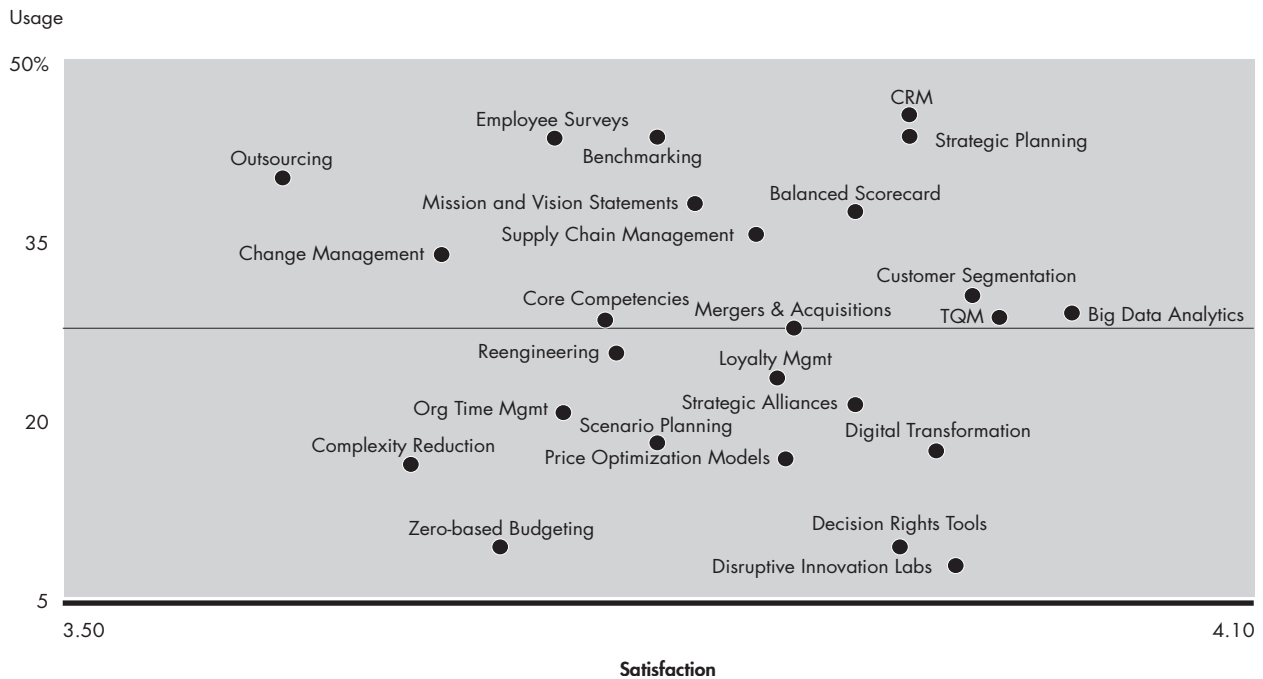 Usage
50%
CRM
Employee Surveys
Strategic Planning
Benchmarking
Outsourcing
Balanced Scorecard
Mission and Vision Statements
Supply Chain Management
35
Change Management
Customer Segmentation
Core Competencies
Mergers & Acquisitions
TQM
Big Data Analytics
Reengineering
Loyalty Mgmt
Strategic Alliances
Org Time Mgmt
20
Scenario Planning
Digital Transformation
Complexity Reduction
Price Optimization Models
Zero-based Budgeting
Decision Rights Tools
Disruptive Innovation Labs
5
3.50
4.10
Satisfaction